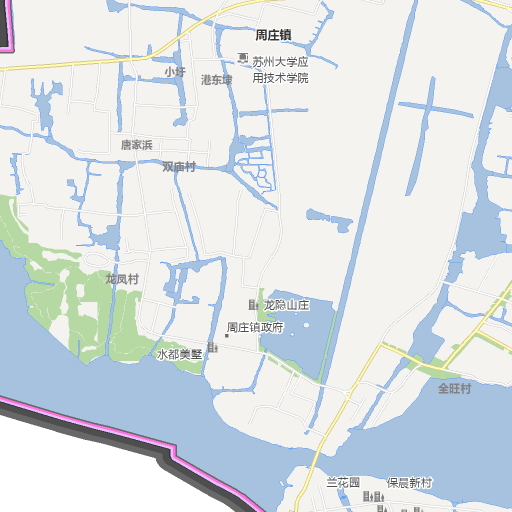 周庄镇
苏州大学应
用技术学院
小圩
港东埭
唐家浜
双庙村
龙凤村
龙隐山庄
周庄镇政府
水都美墅
全旺村
兰花园
保晨新村